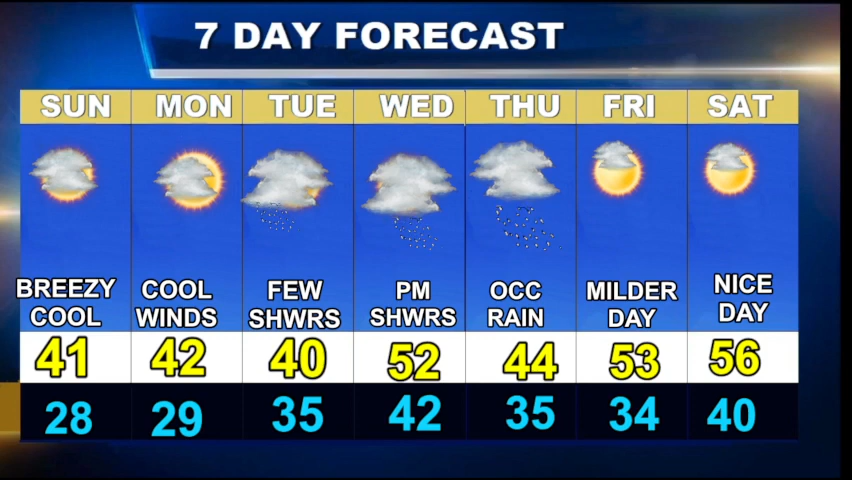 7 DAY FORECAST
SUN MON TUE WED THU FRI SAT
BREEZY COOL
COOL WINDS
FEW SHWRS
PM SHWRS
OCC RAIN
MILDER DAY
NICE DAY
41 42 40 52 44 53 56
28 29 35 42 35 34 40